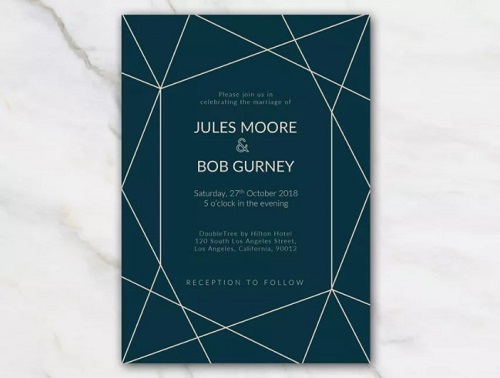 Please join us in
celebrating the marriage of
JULES MOORE
&
BOB GURNEY
Saturday, 27th October 2018
5 o'clock in the evening
DoubleTree by Hilton Hotel
120 South Los Angeles Street,
Los Angeles, California, 90012
RECEPTION TO FOLLOW